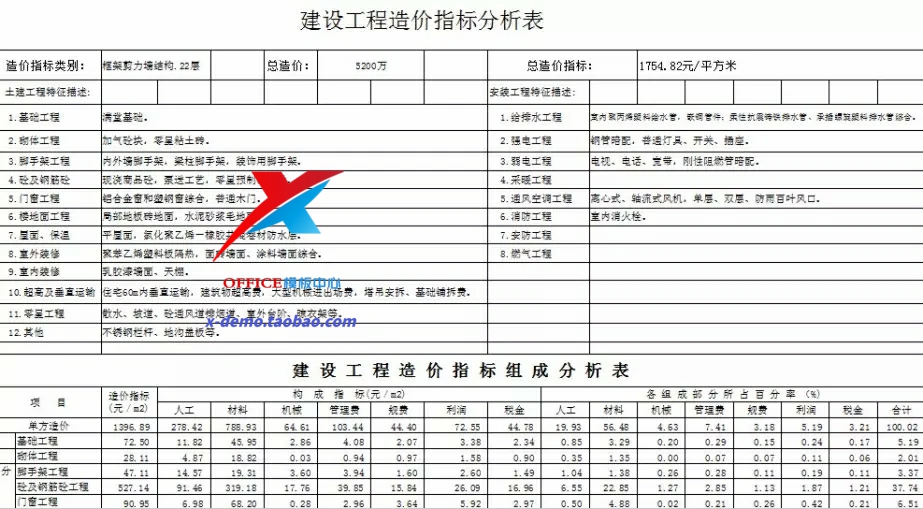 建设工程造价指标分析表
造价指标类别： 框架剪力墙结构.22层 总造价： 5200万 总造价指标： 1754.82元/平方米
土建工程特征描述: 安装工程特征描述:
1.基础工程 满堂基础。 1.给排水工程 室内聚丙烯塑料给水管，嵌铜管件；柔性抗震铸铁排水管、承插螺旋塑料排水管综合。
2.砌体工程 加气砼块，零星粘土砖。 2.强电工程 钢管暗配，普通灯具、开关、插座。
3.脚手架工程 内外墙脚手架，梁柱脚手架，装饰用脚手架。 3.弱电工程 电视、电话、宽带，刚性阻燃管暗配。
4.砼及钢筋砼 现浇商品砼，泵送工艺，零星预制 4.采暖工程
5.门窗工程 铝合金窗和塑钢窗综合，普通木门。 5.通风空调工程 离心式、轴流式风机，单层、双层、防雨百叶风口。
6.楼地面工程 局部地板砖地面，水泥砂浆毛地 6.消防工程 室内消火栓。
7.屋面、保温 平屋面，氯化聚乙烯一橡胶共混卷材防水层。 7.安防工程
8.室外装修 聚苯乙烯塑料板隔热，面砖墙面、涂料墙面综合。 8.燃气工程
9.室内装修 乳胶漆墙面、天棚。
OFFICE模板中心
10.超高及垂直运输 住宅60m内垂直运输，建筑物超高费，大型机械进出场费，塔吊安拆、基础铺拆费。
11.零星工程 散水、坡道、砼通风道烟道、室外台阶、晾衣架等。
x-demo.taobao.com
12.其他 不锈钢栏杆、地沟盖板等。
建设工程造价指标组成分析表
项 目 造价指标(元/m2) 构 成 指 标(元/m2) 各组成部分所占百分率（%）
人工 材料 机械 管理费 规费 利润 税金 人工 材料 机械 管理费 规费 利润 税金 合计
单方造价 1396.89 278.42 788.93 64.61 103.44 44.40 72.55 44.78 19.93 56.48 4.63 7.41 3.18 5.19 3.21 100.02
基础工程 72.50 11.82 45.95 2.86 4.08 2.07 3.38 2.34 0.85 3.29 0.20 0.29 0.15 0.24 0.17 5.19
砌体工程 28.11 4.87 18.82 0.03 0.94 0.97 1.58 0.90 0.35 1.35 0.00 0.07 0.07 0.11 0.06 2.01
分 脚手架工程 47.11 14.57 19.31 3.60 3.94 1.60 2.60 1.49 1.04 1.38 0.26 0.28 0.11 0.19 0.11 3.37
砼及钢筋砼工程 527.14 91.46 319.18 17.76 39.85 15.84 26.09 16.96 6.55 22.85 1.27 2.85 1.13 1.87 1.21 37.74
门窗工程 90.95 6.98 68.20 0.28 2.96 3.64 5.92 2.97 0.50 4.88 0.02 0.21 0.26 0.42 0.21 6.51